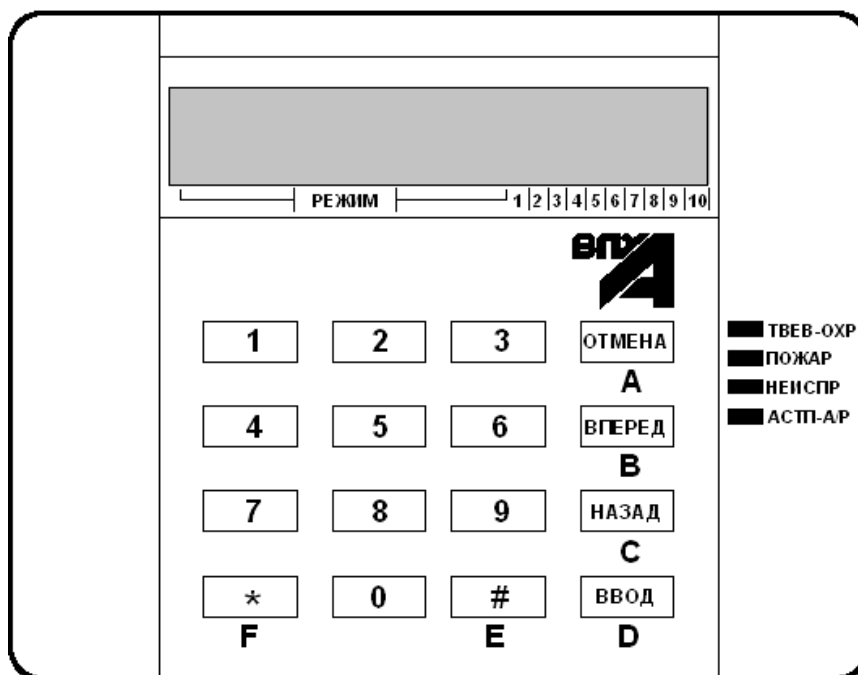 РЕЖИМ 1 2 3 4 5 6 7 8 9 10
ВПУ А
1 2 3 ОТМЕНА
A
4 5 6 ВПЕРЕД
B
7 8 9 НАЗАД
C
* 0 # ВВОД
F E D
ТВЕВ-ОХР
ПОЖАР
НЕИСПР
АСТП-А/Р